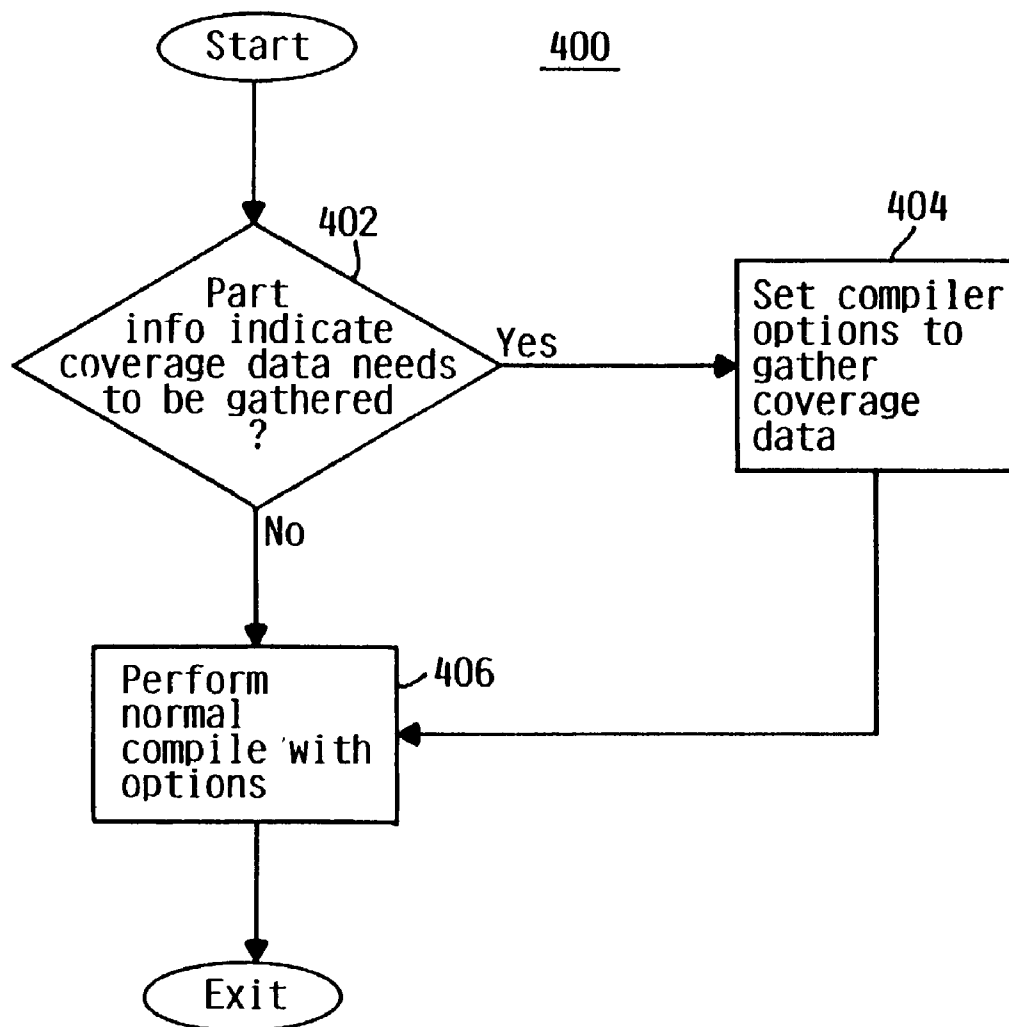 Start
400
402
Part
info indicate
coverage data needs
to be gathered
?
Yes
404
Set compiler
options to
gather
coverage
data
No
406
Perform
normal
compile with
options
Exit